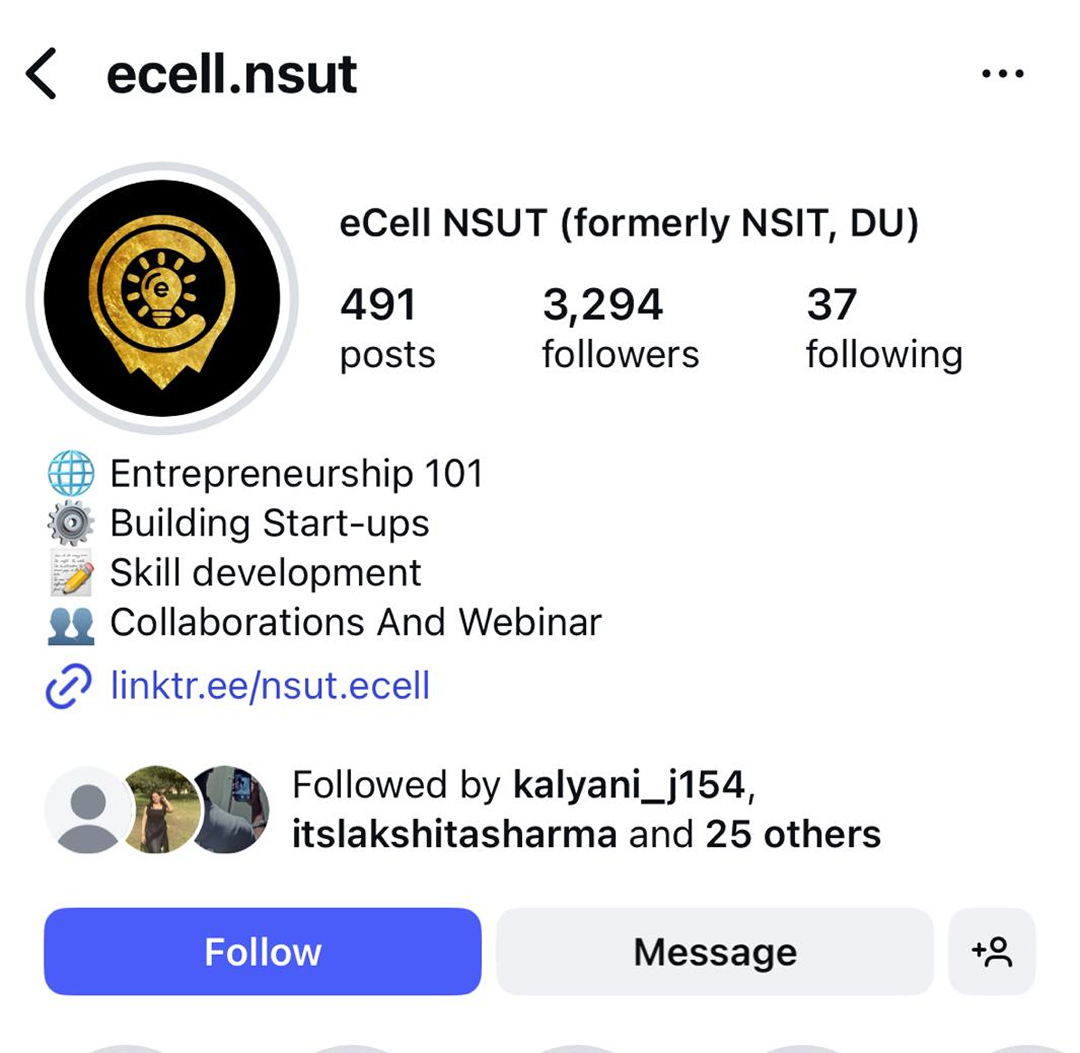 ecell.nsut
e
eCell NSUT (formerly NSIT, DU)
491 3,294 37
posts followers following
Entrepreneurship 101
Building Start-ups
Skill development
Collaborations And Webinar
linktr.ee/nsut.ecell
Followed by kalyani_j154,
itslakshitasharma and 25 others
Follow Message